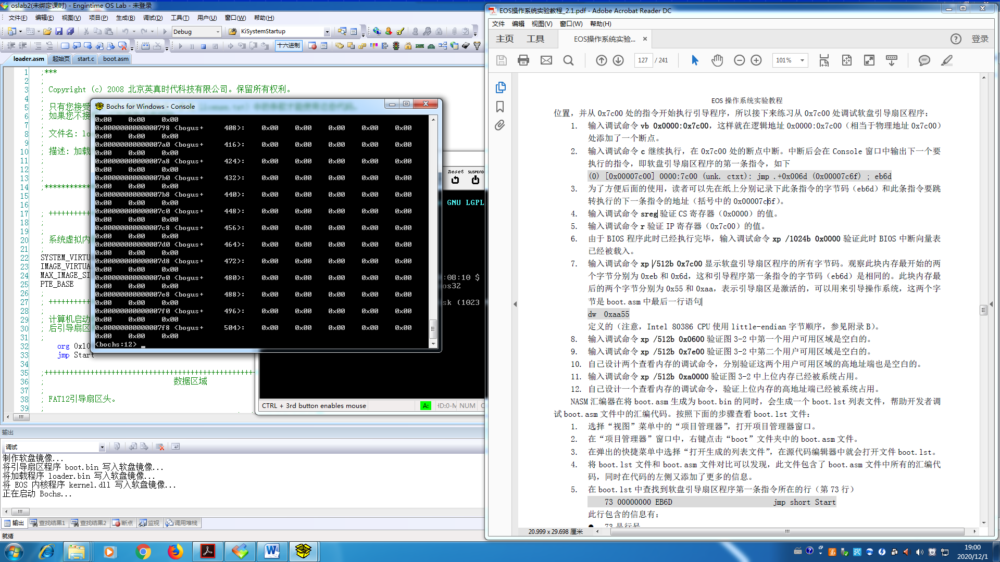 oslab2(未绑定课时) - Engintime OS Lab - 未登录
文件(F) 编辑(E) 视图(V) 项目(P) 生成(B) 调试(D) 工具(T) 用户(U) 窗口(W) 帮助(H)
Debug KiSystemStartup
十六进制
loader.asm 起始页 start.c boot.asm
1 ;***
2 ;
3 ; Copyright (c) 2008 北京英真时代科技有限公司。保留所有权利。
4 ;
5 ; 只有您接受
6 ; 如果您不接
7 ;
8 ; 文件名: lo
9 ;
10 ; 描述: 加载
11 ;
12 ;
13 ;
14 ;************
15
16
17 ; ++++++++++
18 ;
19 ;
20 ; 系统虚拟内
21 ;
22 SYSTEM_VIRTU
23 IMAGE_VIRTUA
24 MAX_IMAGE_SI
25 PTE_BASE
26 ;
27 ; ++++++++++
28 ;
29 ; 计算机启动
30 ; 后引导扇区
31 ;
32 org 0x10
33 jmp Start
34
35 ;++++++++++++++++++++++++++++++++++++++++++++++++++
36 ; 数据区域
37 ;
38 ; FAT12引导扇区头。
39 ;
Bochs for Windows - Console
0x00 0x00 0x00
0x0000000000000798 <bogus+ 408>: 0x00 0x00 0x00 0x00 0x00
0x00 0x00 0x00
0x00000000000007a0 <bogus+ 416>: 0x00 0x00 0x00 0x00 0x00
0x00 0x00 0x00
0x00000000000007a8 <bogus+ 424>: 0x00 0x00 0x00 0x00 0x00
0x00 0x00 0x00
0x00000000000007b0 <bogus+ 432>: 0x00 0x00 0x00 0x00 0x00
0x00 0x00 0x00
0x00000000000007b8 <bogus+ 440>: 0x00 0x00 0x00 0x00 0x00
0x00 0x00 0x00
0x00000000000007c0 <bogus+ 448>: 0x00 0x00 0x00 0x00 0x00
0x00 0x00 0x00
0x00000000000007c8 <bogus+ 456>: 0x00 0x00 0x00 0x00 0x00
0x00 0x00 0x00
0x00000000000007d0 <bogus+ 464>: 0x00 0x00 0x00 0x00 0x00
0x00 0x00 0x00
0x00000000000007d8 <bogus+ 472>: 0x00 0x00 0x00 0x00 0x00
0x00 0x00 0x00
0x00000000000007e0 <bogus+ 480>: 0x00 0x00 0x00 0x00 0x00
0x00 0x00 0x00
0x00000000000007e8 <bogus+ 488>: 0x00 0x00 0x00 0x00 0x00
0x00 0x00 0x00
0x00000000000007f0 <bogus+ 496>: 0x00 0x00 0x00 0x00 0x00
0x00 0x00 0x00
0x00000000000007f8 <bogus+ 504>: 0x00 0x00 0x00 0x00 0x00
0x00 0x00 0x00
<bochs:12> _
Reset SUSPEND
GNU LGPL
:08:10 $
os32
sk (1023
CTRL + 3rd button enables mouse A: HD:0-M NUM
输出
调试
制作软盘镜像...
将引导扇区程序 boot.bin 写入软盘镜像...
将加载程序 loader.bin 写入软盘镜像...
将 EOS 内核程序 kernel.dll 写入软盘镜像...
正在启动 Bochs...
输出 查找结果1 查找结果2 断点 监视 调用堆栈
就绪
EOS操作系统实验教程_2.1.pdf - Adobe Acrobat Reader DC
文件 编辑 视图(V) 窗口(W) 帮助(H)
主页 工具 EOS操作系统实验... × 登录
127 / 241 101%
EOS 操作系统实验教程
位置，并从 0x7c00 处的指令开始执行引导程序，所以接下来练习从 0x7c00 处调试软盘引导扇区程序：
1. 输入调试命令 vb 0x0000:0x7c00，这样就在逻辑地址 0x0000:0x7c00（相当于物理地址 0x7c00）
处添加了一个断点。
2. 输入调试命令 c 继续执行，在 0x7c00 处的断点中断。中断后会在 Console 窗口中输出下一个要
执行的指令，即软盘引导扇区程序的第一条指令，如下
(0) [0x00007c00] 0000:7c00 (unk. ctxt): jmp .+0x006d (0x00007c6f) ; eb6d
3. 为了方便后面的使用，读者可以先在纸上分别记录下此条指令的字节码（eb6d）和此条指令要跳
转执行的下一条指令的地址（括号中的 0x00007c6f）。
4. 输入调试命令 sreg 验证 CS 寄存器（0x0000）的值。
5. 输入调试命令 r 验证 IP 寄存器（0x7c00）的值。
6. 由于 BIOS 程序此时已经执行完毕，输入调试命令 xp /1024b 0x0000 验证此时 BIOS 中断向量表
已经被载入。
7. 输入调试命令 xp /512b 0x7c00 显示软盘引导扇区程序的所有字节码。观察此块内存最开始的两
个字节分别为 0xeb 和 0x6d，这和引导程序第一条指令的字节码（eb6d）是相同的。此块内存最
后的两个字节分别为 0x55 和 0xaa，表示引导扇区是激活的，可以用来引导操作系统，这两个字
节是 boot.asm 中最后一行语句
dw 0xaa55
定义的（注意，Intel 80386 CPU 使用 little-endian 字节顺序，参见附录 B）。
8. 输入调试命令 xp /512b 0x0600 验证图 3-2 中第一个用户可用区域是空白的。
9. 输入调试命令 xp /512b 0x7e00 验证图 3-2 中第二个用户可用区域是空白的。
10. 自己设计两个查看内存的调试命令，分别验证这两个用户可用区域的高地址端也是空白的。
11. 输入调试命令 xp /512b 0xa0000 验证图 3-2 中上位内存已经被系统占用。
12. 自己设计一个查看内存的调试命令，验证上位内存的高地址端已经被系统占用。
NASM 汇编器在将 boot.asm 生成为 boot.bin 的同时，会生成一个 boot.lst 列表文件，帮助开发者调
试 boot.asm 文件中的汇编代码。按照下面的步骤查看 boot.lst 文件：
1. 选择“视图”菜单中的“项目管理器”，打开项目管理器窗口。
2. 在“项目管理器”窗口中，右键点击“boot”文件夹中的 boot.asm 文件。
3. 在弹出的快捷菜单中选择“打开生成的列表文件”，在源代码编辑器中就会打开文件 boot.lst。
4. 将 boot.lst 文件和 boot.asm 文件对比可以发现，此文件包含了 boot.asm 文件中所有的汇编代
码，同时在代码的左侧又添加了更多的信息。
5. 在 boot.lst 中查找到软盘引导扇区程序第一条指令所在的行（第 73 行）
73 00000000 EB6D jmp short Start
此行包含的信息有：
● 73 是行号
20.999 x 29.698 厘米
19:00
2020/12/1